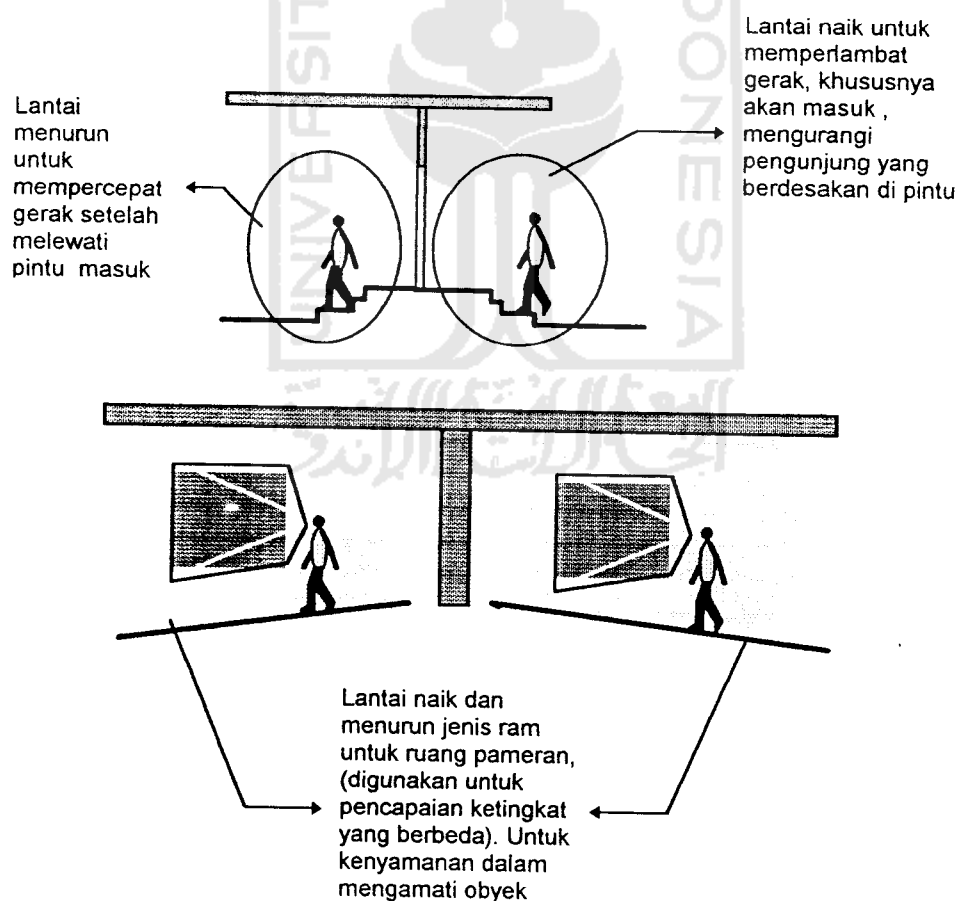 Lantai naik untuk
memperlambat
gerak, khususnya
akan masuk ,
mengurangi
pengunjung yang
berdesakan di pintu
Lantai
menurun
untuk
mempercepat
gerak setelah
melewati
pintu masuk
Lantai naik dan
menurun jenis ram
untuk ruang pameran,
(digunakan untuk
pencapaian ketingkat
yang berbeda). Untuk
kenyamanan dalam
mengamati obyek